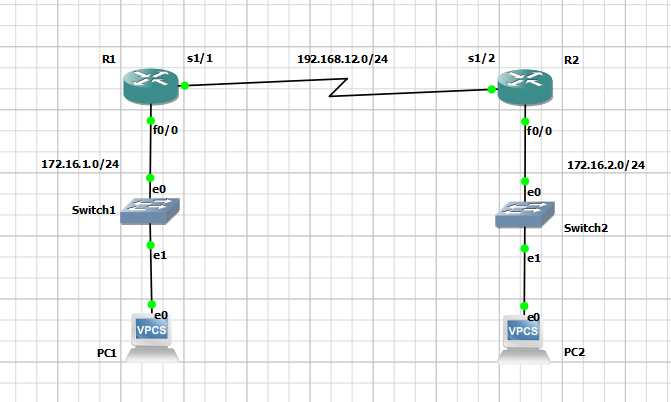 R1
s1/1
192.168.12.0/24
s1/2
R2
f0/0
f0/0
172.16.1.0/24
172.16.2.0/24
e0
e0
Switch1
Switch2
e1
e1
e0
e0
VPCS
VPCS
PC1
PC2